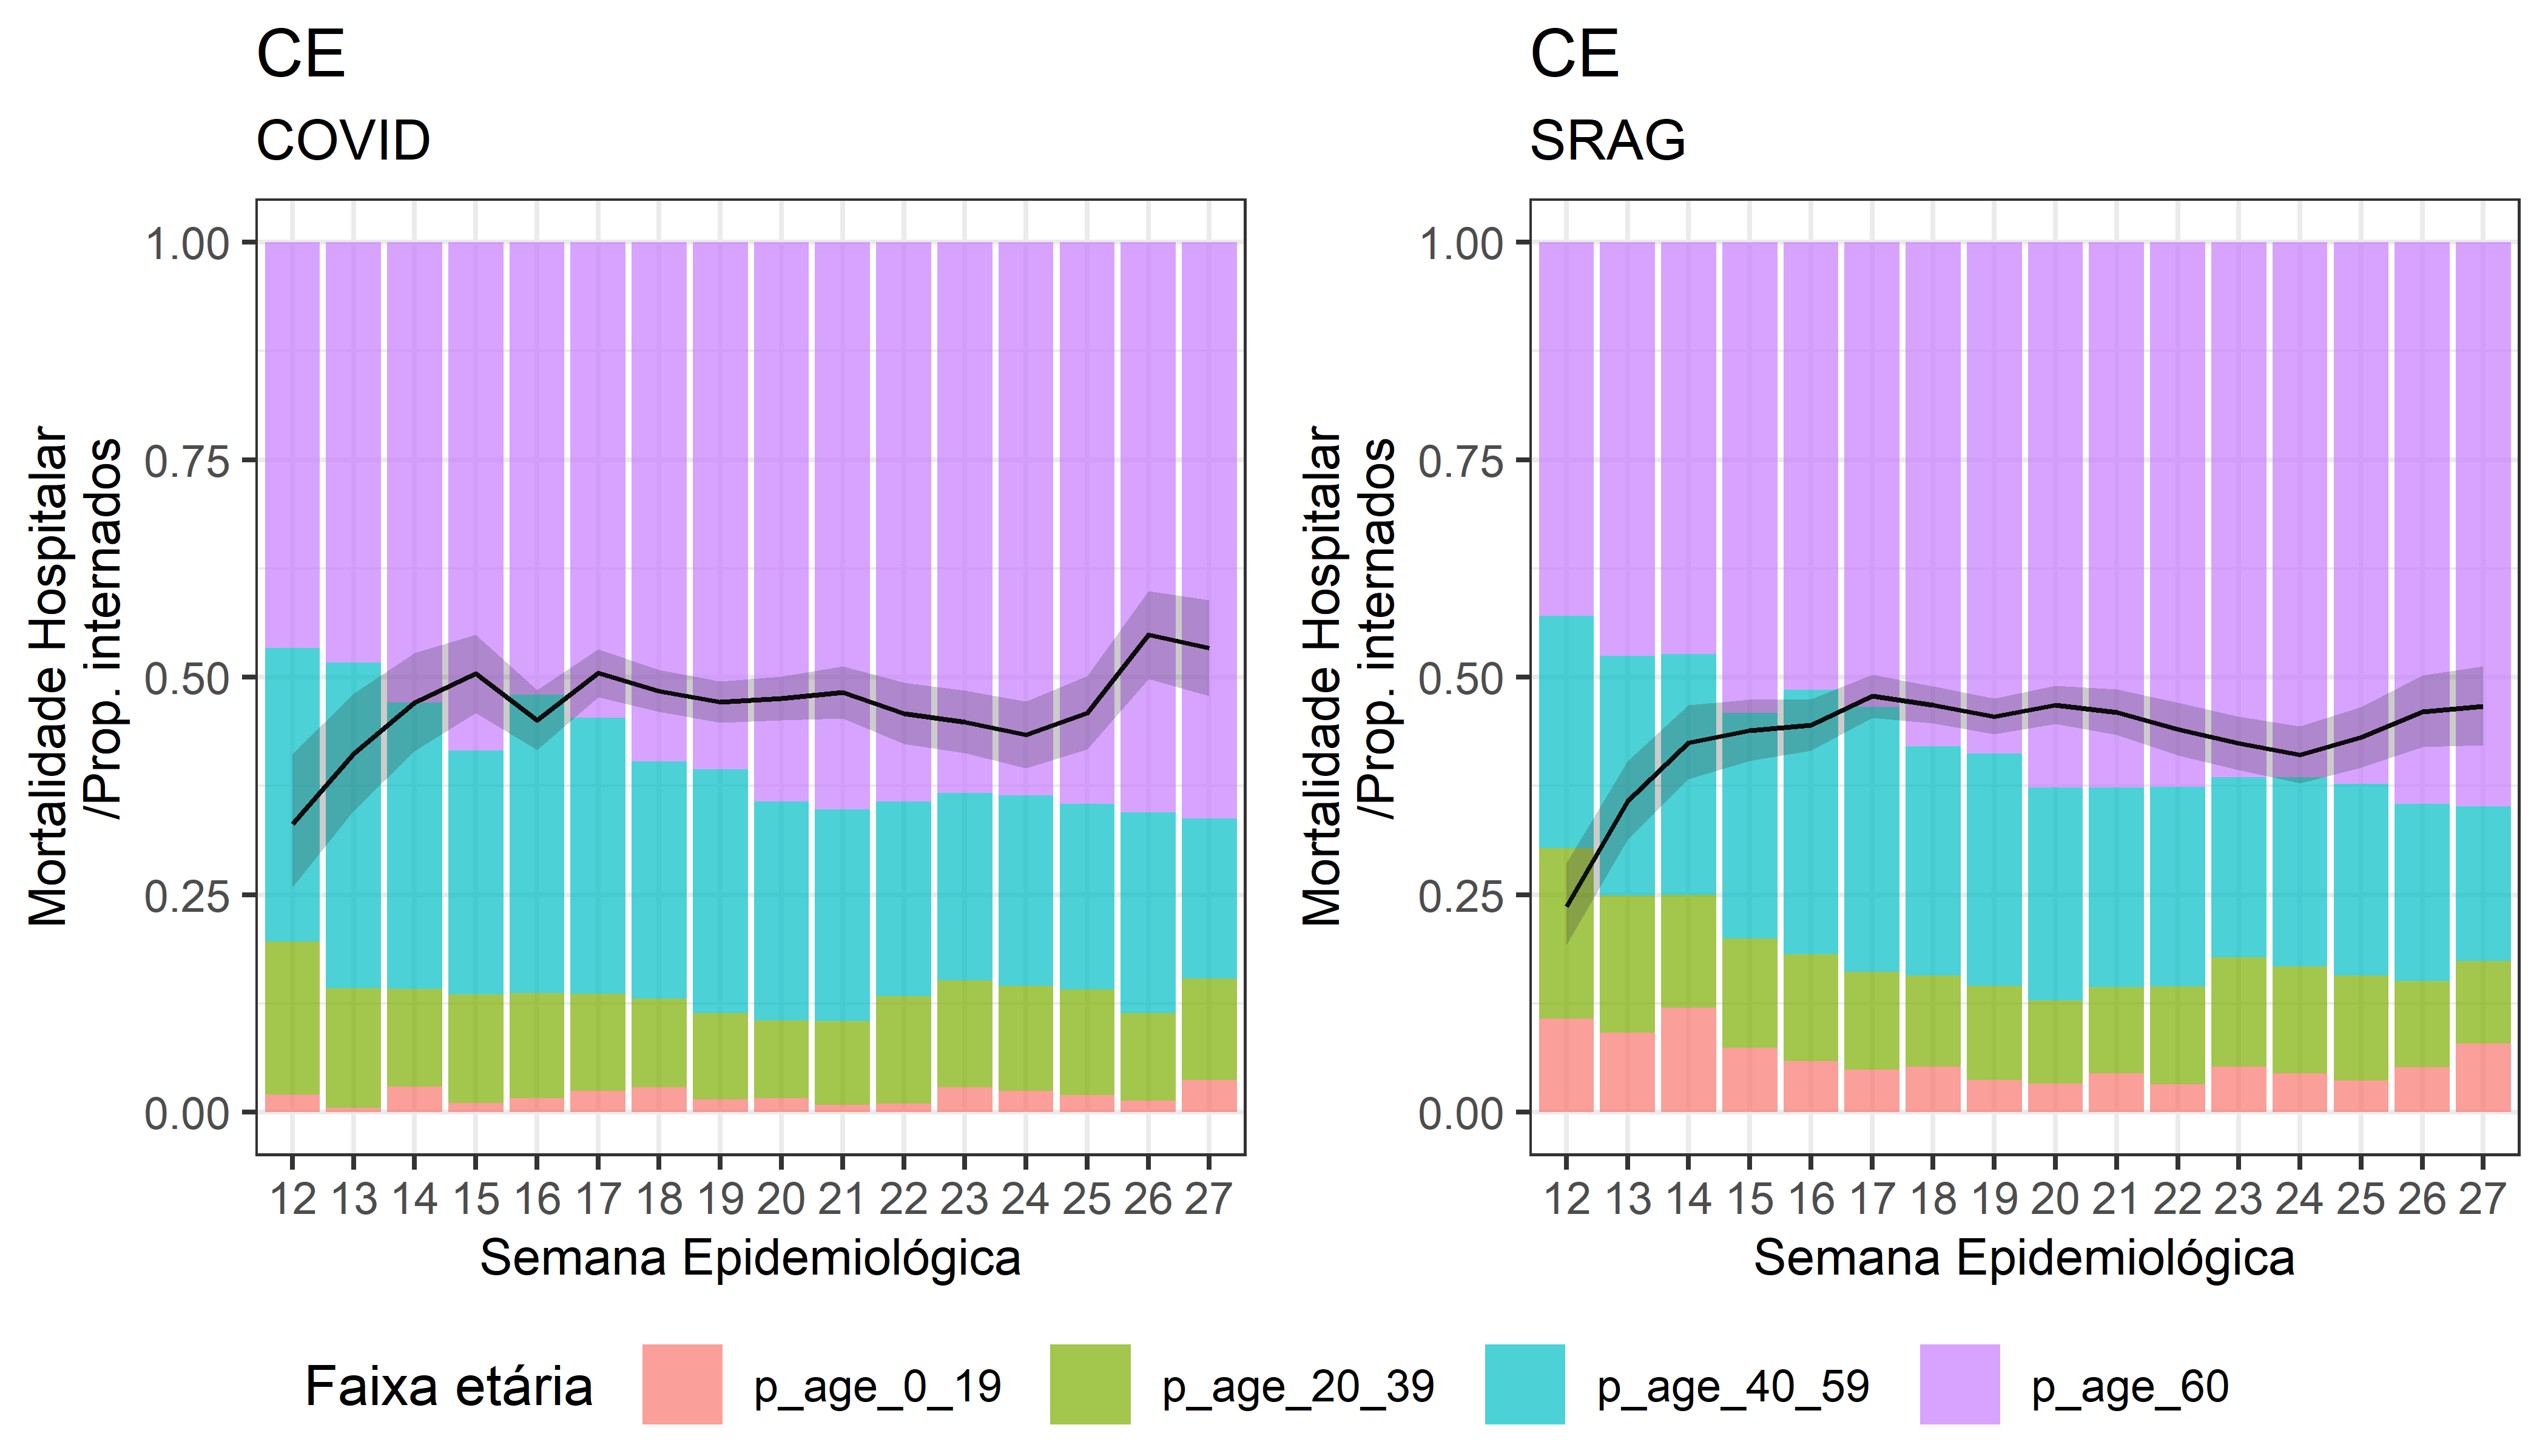 CE
COVID
Mortalidade Hospitalar
/Prop. internados
1.00
0.75
0.50
0.25
0.00
12 13 14 15 16 17 18 19 20 21 22 23 24 25 26 27
Semana Epidemiológica
CE
SRAG
Mortalidade Hospitalar
/Prop. internados
1.00
0.75
0.50
0.25
0.00
12 13 14 15 16 17 18 19 20 21 22 23 24 25 26 27
Semana Epidemiológica
Faixa etária p_age_0_19 p_age_20_39 p_age_40_59 p_age_60